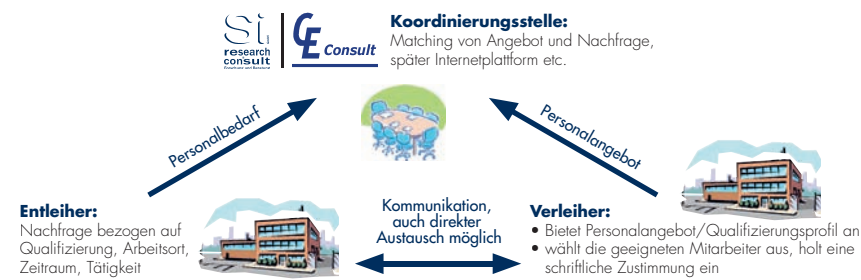 Si
research
consult
CE Consult
Koordinierungsstelle:
Matching von Angebot und Nachfrage,
später Internetplattform etc.
Personalbedarf
Personalangebot
Entleiher:
Nachfrage bezogen auf
Qualifizierung, Arbeitsort,
Zeitraum, Tätigkeit
Kommunikation,
auch direkter
Austausch möglich
Verleiher:
• Bietet Personalangebot/Qualifizierungsprofil an
• wählt die geeigneten Mitarbeiter aus, holt eine
schriftliche Zustimmung ein